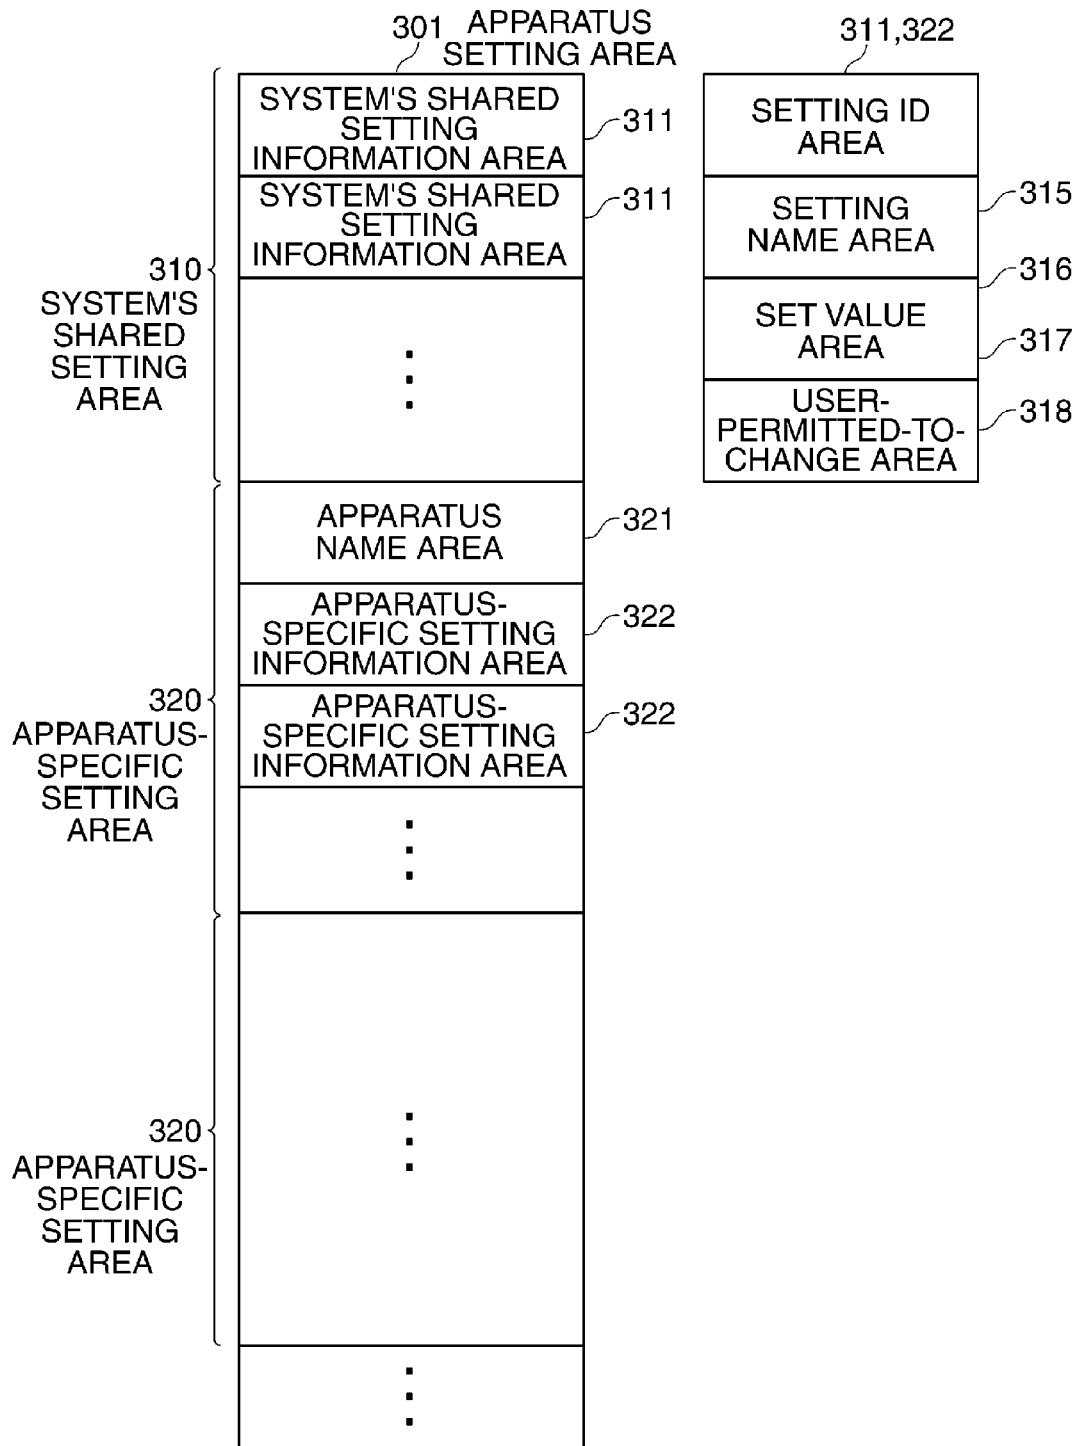 301 APPARATUS
SETTING AREA
SYSTEM'S SHARED
SETTING
INFORMATION AREA
311
SYSTEM'S SHARED
SETTING
INFORMATION AREA
311
310
SYSTEM'S
SHARED
SETTING
AREA
APPARATUS
NAME AREA
321
APPARATUS-
SPECIFIC SETTING
INFORMATION AREA
322
APPARATUS-
SPECIFIC SETTING
INFORMATION AREA
322
320
APPARATUS-
SPECIFIC
SETTING
AREA
320
APPARATUS-
SPECIFIC
SETTING
AREA
311,322
SETTING ID
AREA
315
SETTING
NAME AREA
316
SET VALUE
AREA
317
USER-
PERMITTED-TO-
CHANGE AREA
318